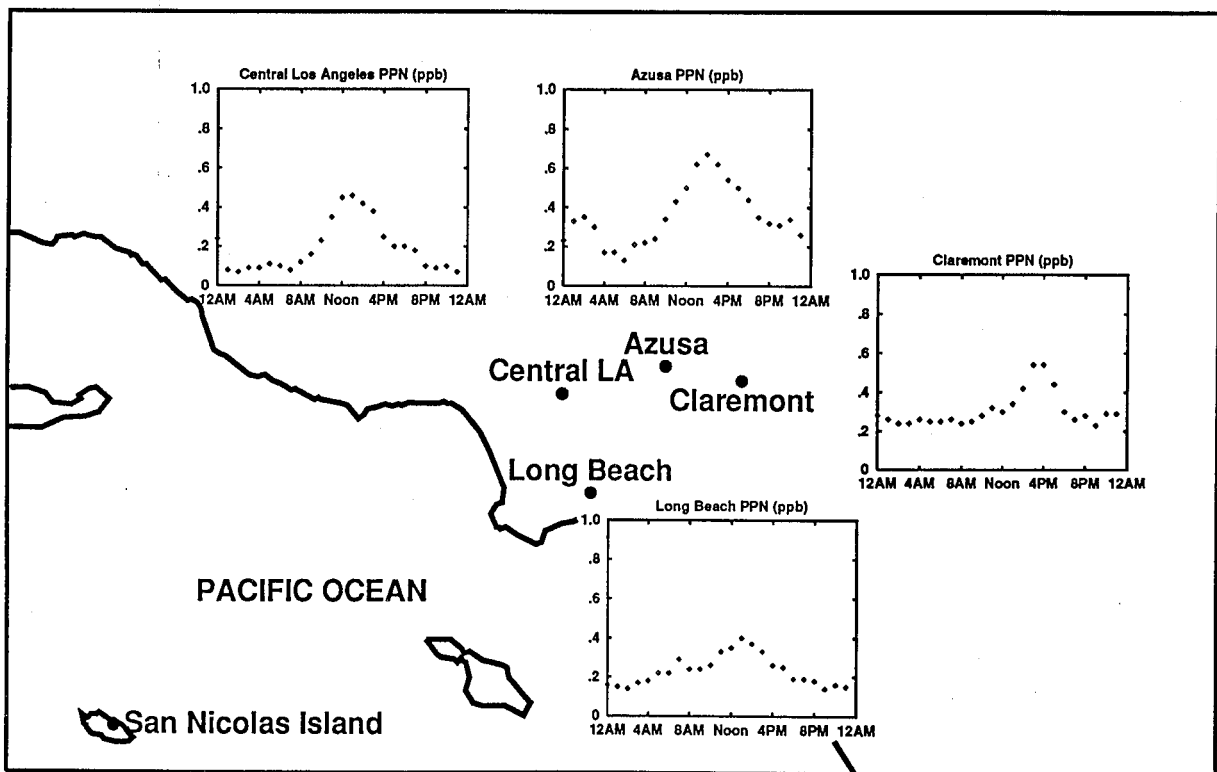 Central Los Angeles PPN (ppb)
1.0
.8
.6
.4
.2
0
12AM 4AM 8AM Noon 4PM 8PM 12AM
Azusa PPN (ppb)
1.0
.8
.6
.4
.2
0
12AM 4AM 8AM Noon 4PM 8PM 12AM
Claremont PPN (ppb)
1.0
.8
.6
.4
.2
0
12AM 4AM 8AM Noon 4PM 8PM 12AM
Azusa
Central LA
Claremont
Long Beach
Long Beach PPN (ppb)
1.0
.8
.6
.4
.2
0
12AM 4AM 8AM Noon 4PM 8PM 12AM
PACIFIC OCEAN
San Nicolas Island